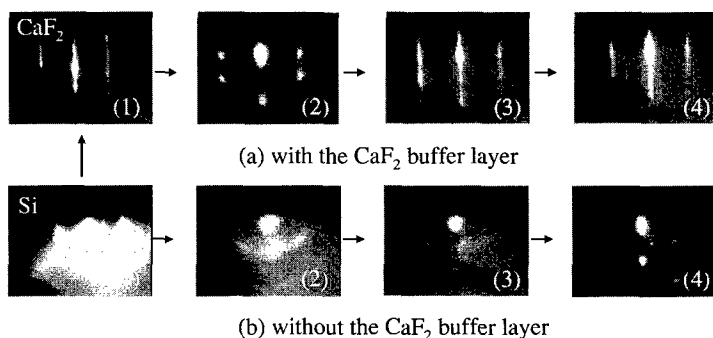 CaF₂
(1)
(2)
(3)
(4)
(a) with the CaF₂ buffer layer
Si
(2)
(3)
(4)
(b) without the CaF₂ buffer layer